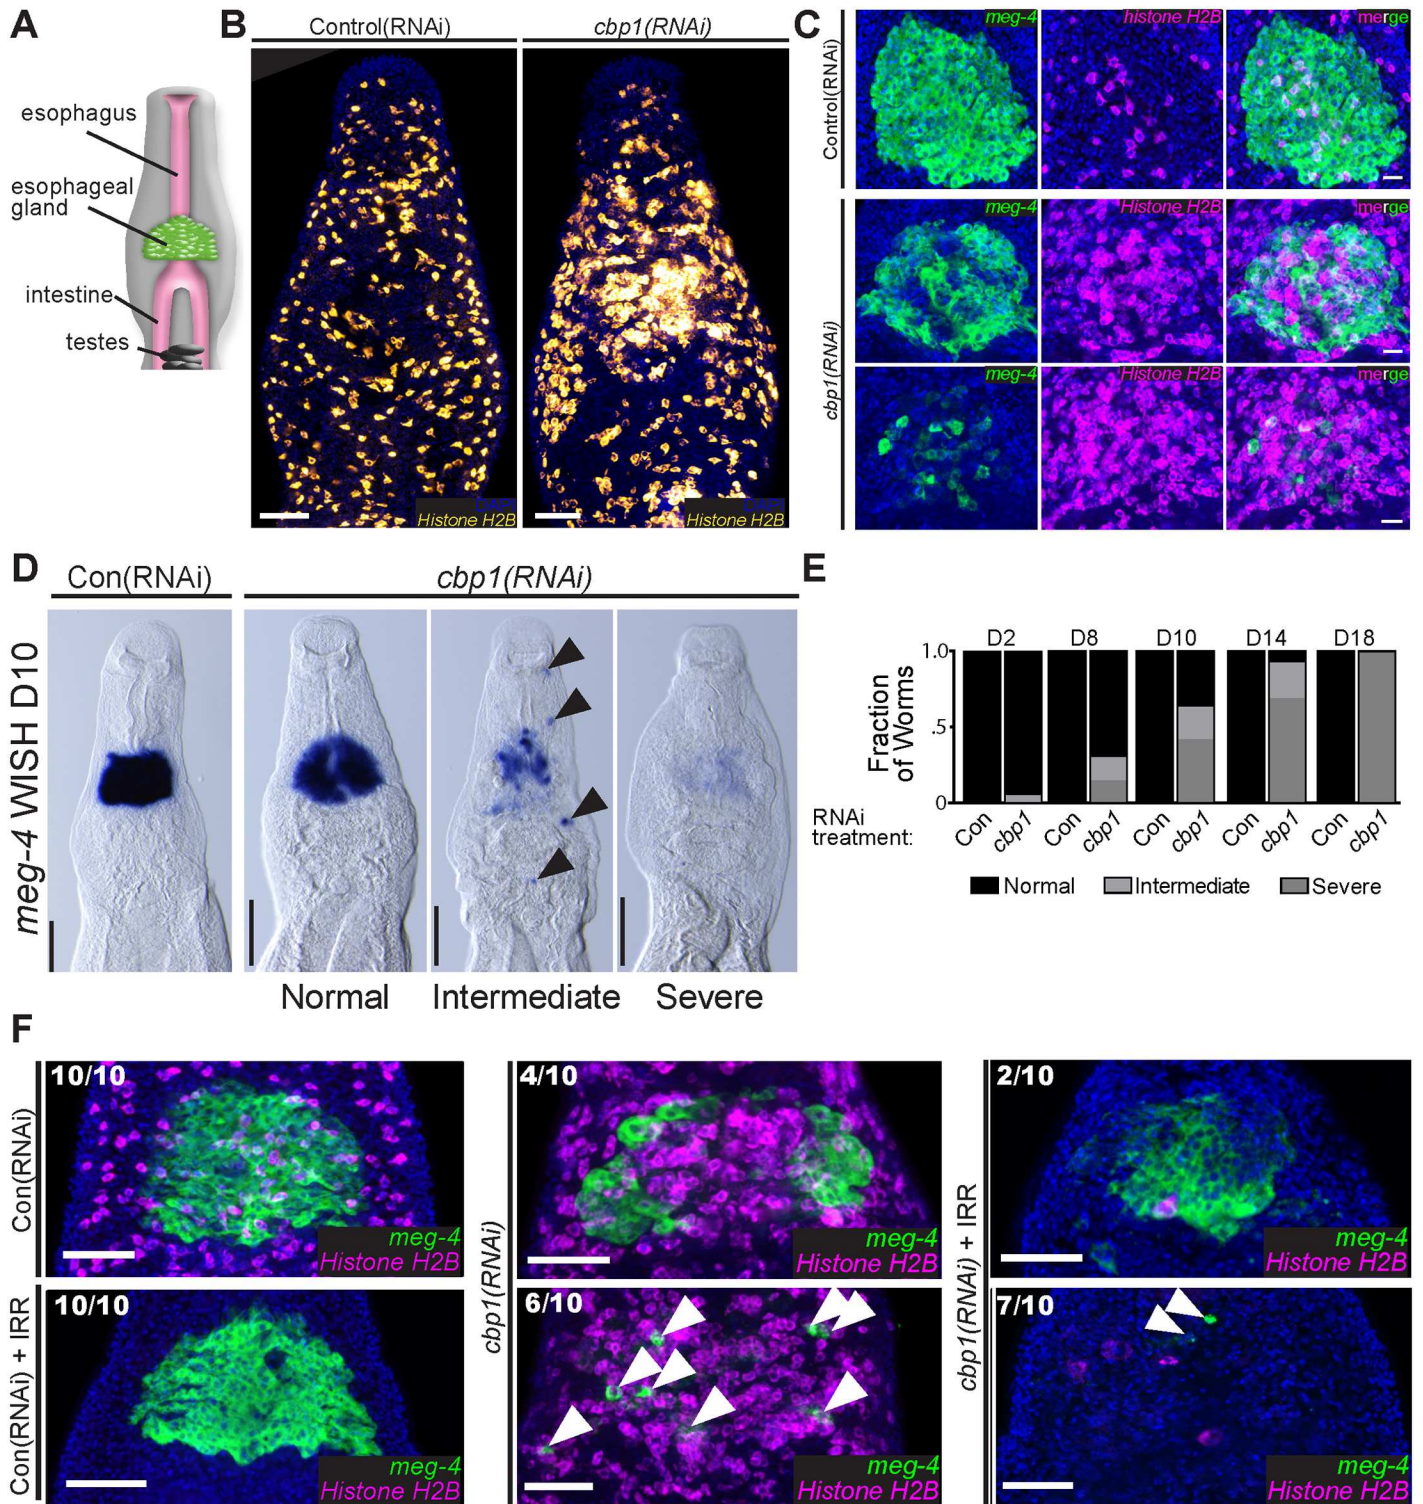 A
esophagus
esophageal
gland
intestine
testes
B
Control(RNAi)
cbp1(RNAi)
DAPI
Histone H2B
DAPI
Histone H2B
C
Control(RNAi)
meg-4
histone H2B
merge
cbp1(RNAi)
meg-4
Histone H2B
merge
meg-4
Histone H2B
merge
D
Con(RNAi)
cbp1(RNAi)
meg-4 WISH D10
Normal
Intermediate
Severe
E
D2
D8
D10
D14
D18
Fraction
of Worms
1.0
.5
0
RNAi
treatment:
Con
cbp1
Con
cbp1
Con
cbp1
Con
cbp1
Con
cbp1
Normal
Intermediate
Severe
F
Con(RNAi)
10/10
meg-4
Histone H2B
Con(RNAi) + IRR
10/10
meg-4
Histone H2B
cbp1(RNAi)
4/10
meg-4
Histone H2B
6/10
meg-4
Histone H2B
cbp1(RNAi) + IRR
2/10
meg-4
Histone H2B
7/10
meg-4
Histone H2B